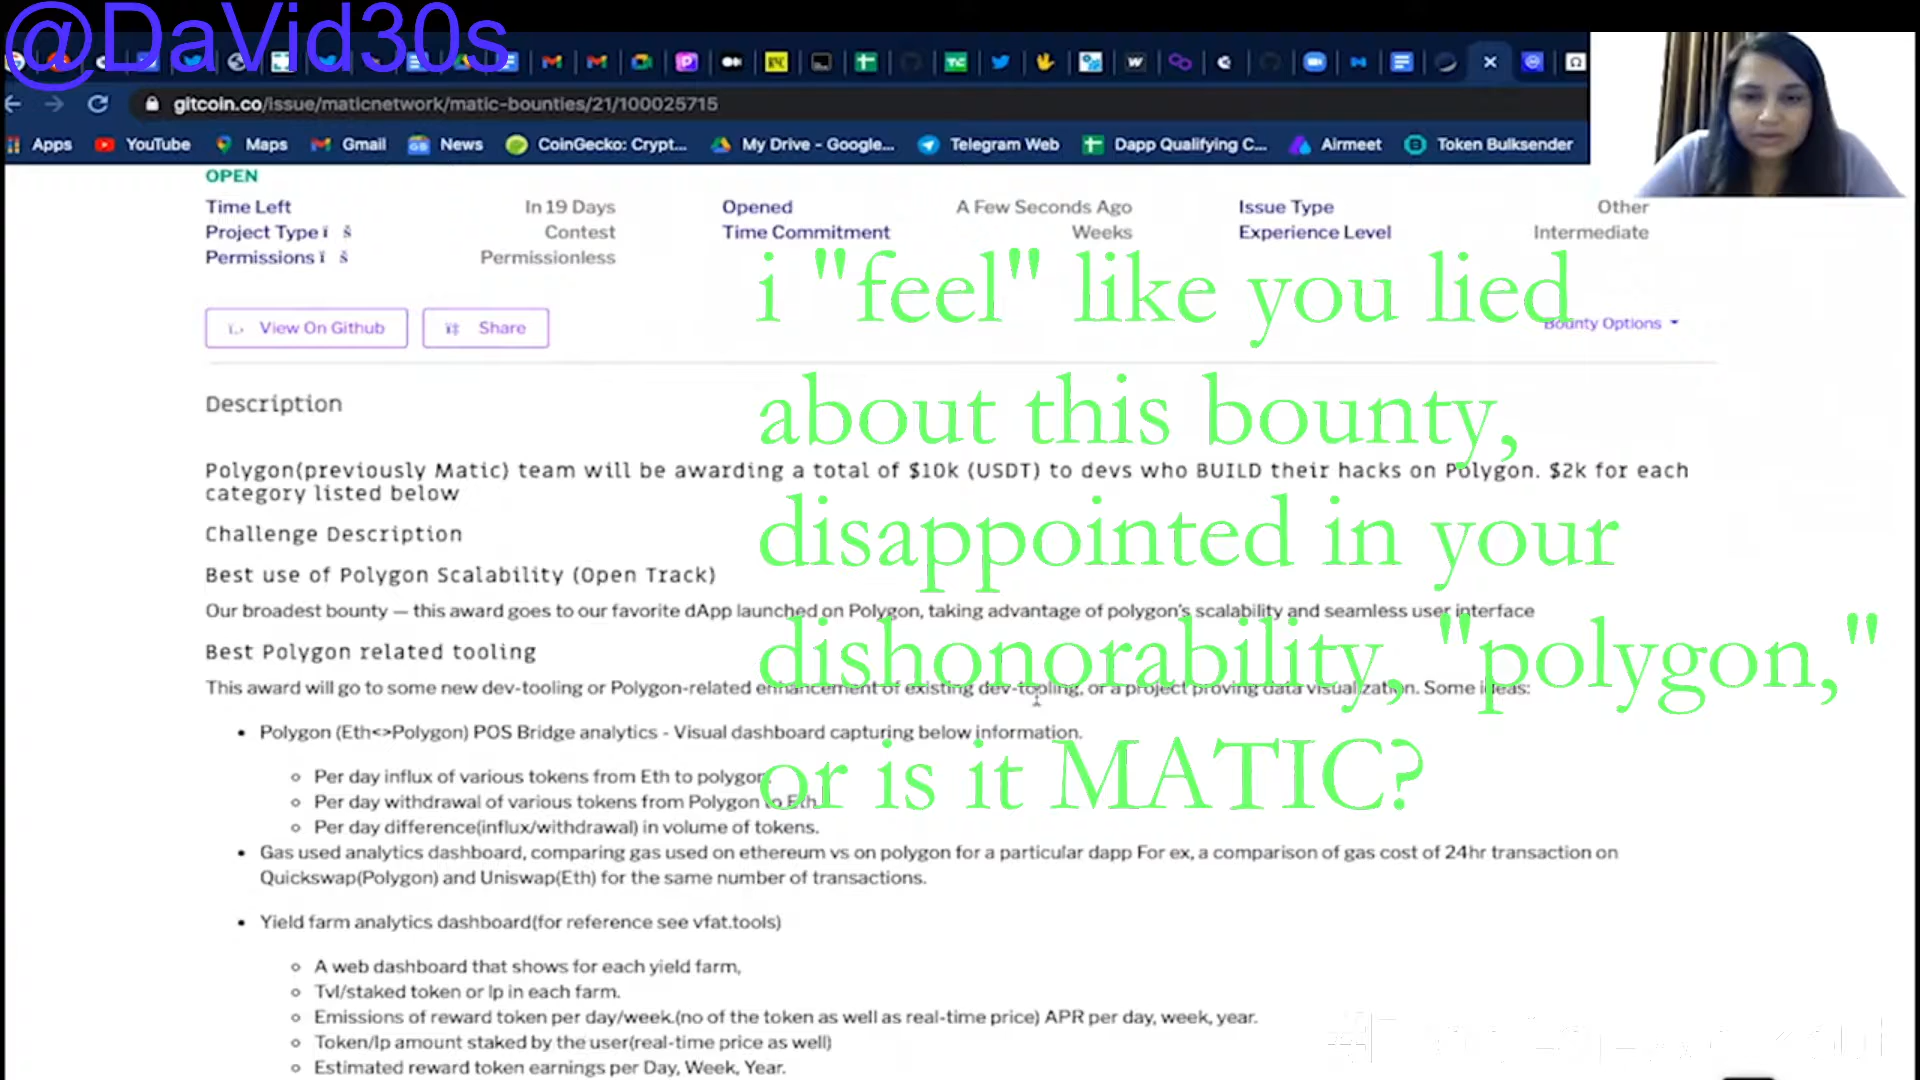 @DaVid30s
gitcoin.co/issue/maticnetwork/matic-bounties/21/100025715
Apps YouTube Maps Gmail News CoinGecko: Crypt... My Drive - Google... Telegram Web Dapp Qualifying C... Airmeet Token Bulksender
OPEN
Time Left In 19 Days Opened A Few Seconds Ago Issue Type Other
Project Type Contest Time Commitment Weeks Experience Level Intermediate
Permissions Permissionless
View On Github Share Bounty Options
i "feel" like you lied
about this bounty,
disappointed in your
dishonorability, "polygon,"
or is it MATIC?
Description
Polygon(previously Matic) team will be awarding a total of $10k (USDT) to devs who BUILD their hacks on Polygon. $2k for each
category listed below
Challenge Description
Best use of Polygon Scalability (Open Track)
Our broadest bounty — this award goes to our favorite dApp launched on Polygon, taking advantage of polygon's scalability and seamless user interface
Best Polygon related tooling
This award will go to some new dev-tooling or Polygon-related enhancement of existing dev-tooling, or a project proving data visualization. Some ideas:
• Polygon (Eth<>Polygon) POS Bridge analytics - Visual dashboard capturing below information.
Per day influx of various tokens from Eth to polygon.
Per day withdrawal of various tokens from Polygon to Eth.
Per day difference(influx/withdrawal) in volume of tokens.
• Gas used analytics dashboard, comparing gas used on ethereum vs on polygon for a particular dapp For ex, a comparison of gas cost of 24hr transaction on
Quickswap(Polygon) and Uniswap(Eth) for the same number of transactions.
• Yield farm analytics dashboard(for reference see vfat.tools)
A web dashboard that shows for each yield farm,
Tvl/staked token or lp in each farm.
Emissions of reward token per day/week.(no of the token as well as real-time price) APR per day, week, year.
Token/lp amount staked by the user(real-time price as well)
Estimated reward token earnings per Day, Week, Year.